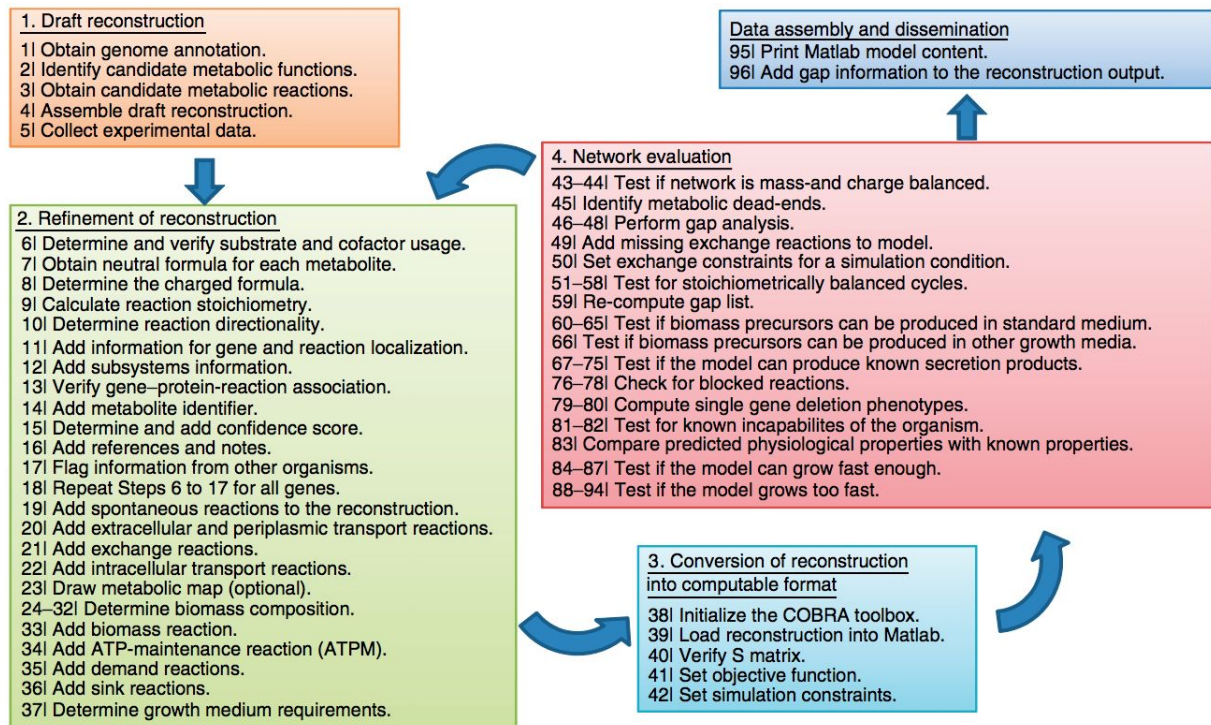 1. Draft reconstruction
1| Obtain genome annotation.
2| Identify candidate metabolic functions.
3| Obtain candidate metabolic reactions.
4| Assemble draft reconstruction.
5| Collect experimental data.
2. Refinement of reconstruction
6| Determine and verify substrate and cofactor usage.
7| Obtain neutral formula for each metabolite.
8| Determine the charged formula.
9| Calculate reaction stoichiometry.
10| Determine reaction directionality.
11| Add information for gene and reaction localization.
12| Add subsystems information.
13| Verify gene–protein-reaction association.
14| Add metabolite identifier.
15| Determine and add confidence score.
16| Add references and notes.
17| Flag information from other organisms.
18| Repeat Steps 6 to 17 for all genes.
19| Add spontaneous reactions to the reconstruction.
20| Add extracellular and periplasmic transport reactions.
21| Add exchange reactions.
22| Add intracellular transport reactions.
23| Draw metabolic map (optional).
24–32| Determine biomass composition.
33| Add biomass reaction.
34| Add ATP-maintenance reaction (ATPM).
35| Add demand reactions.
36| Add sink reactions.
37| Determine growth medium requirements.
3. Conversion of reconstruction
into computable format
38| Initialize the COBRA toolbox.
39| Load reconstruction into Matlab.
40| Verify S matrix.
41| Set objective function.
42| Set simulation constraints.
4. Network evaluation
43–44| Test if network is mass-and charge balanced.
45| Identify metabolic dead-ends.
46–48| Perform gap analysis.
49| Add missing exchange reactions to model.
50| Set exchange constraints for a simulation condition.
51–58| Test for stoichiometrically balanced cycles.
59| Re-compute gap list.
60–65| Test if biomass precursors can be produced in standard medium.
66| Test if biomass precursors can be produced in other growth media.
67–75| Test if the model can produce known secretion products.
76–78| Check for blocked reactions.
79–80| Compute single gene deletion phenotypes.
81–82| Test for known incapabilites of the organism.
83| Compare predicted physiological properties with known properties.
84–87| Test if the model can grow fast enough.
88–94| Test if the model grows too fast.
Data assembly and dissemination
95| Print Matlab model content.
96| Add gap information to the reconstruction output.